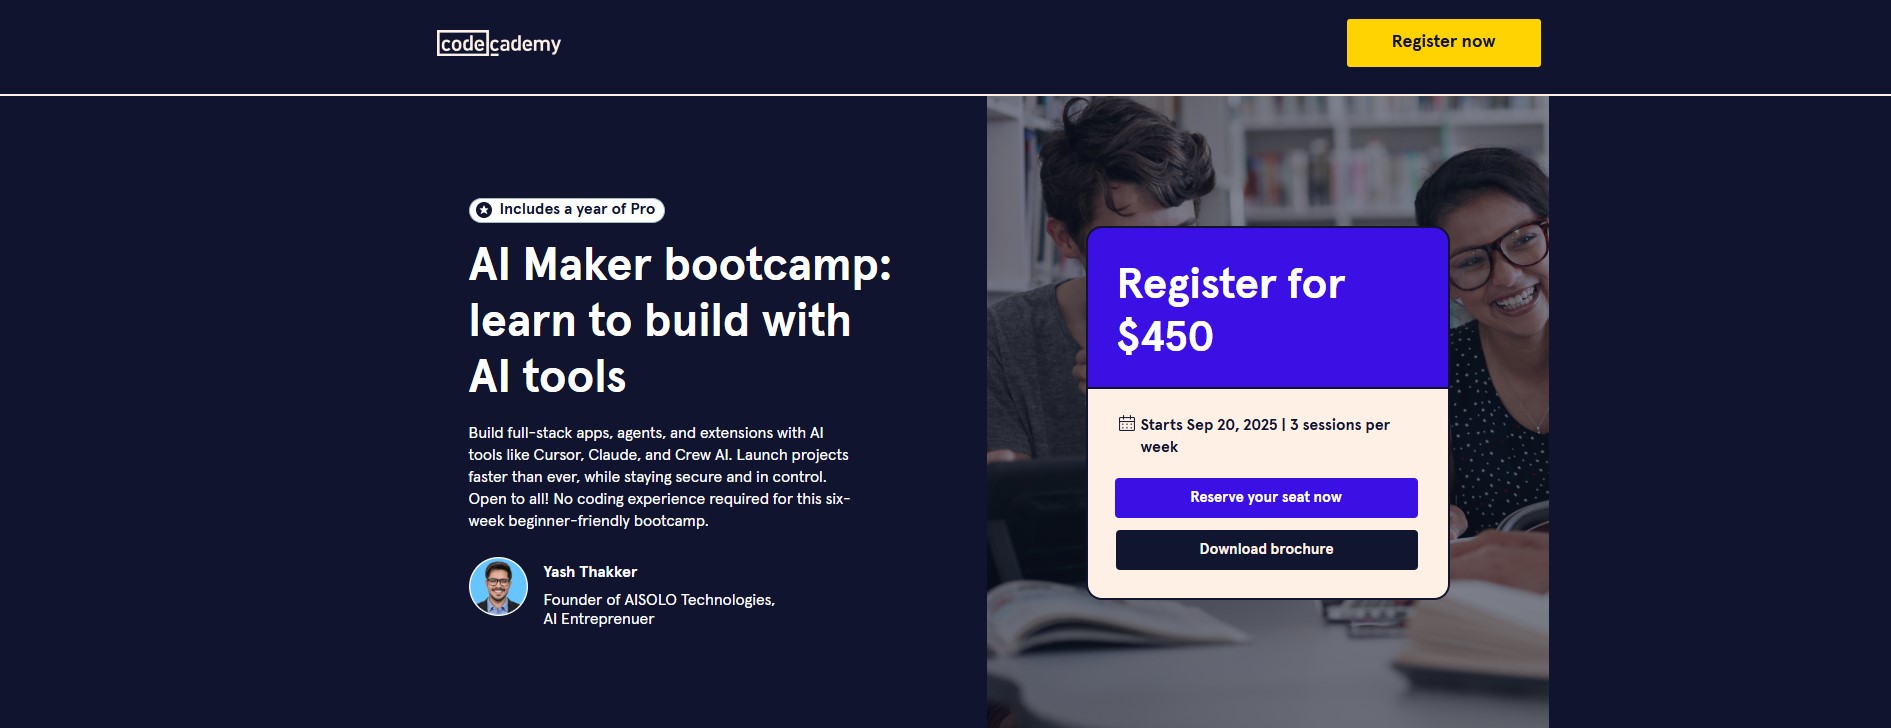 codecademy
Register now
Includes a year of Pro
AI Maker bootcamp:
learn to build with
AI tools
Build full-stack apps, agents, and extensions with AI
tools like Cursor, Claude, and Crew AI. Launch projects
faster than ever, while staying secure and in control.
Open to all! No coding experience required for this six-
week beginner-friendly bootcamp.
Yash Thakker
Founder of AISOLO Technologies,
AI Entreprenuer
Register for
$450
Starts Sep 20, 2025 | 3 sessions per
week
Reserve your seat now
Download brochure